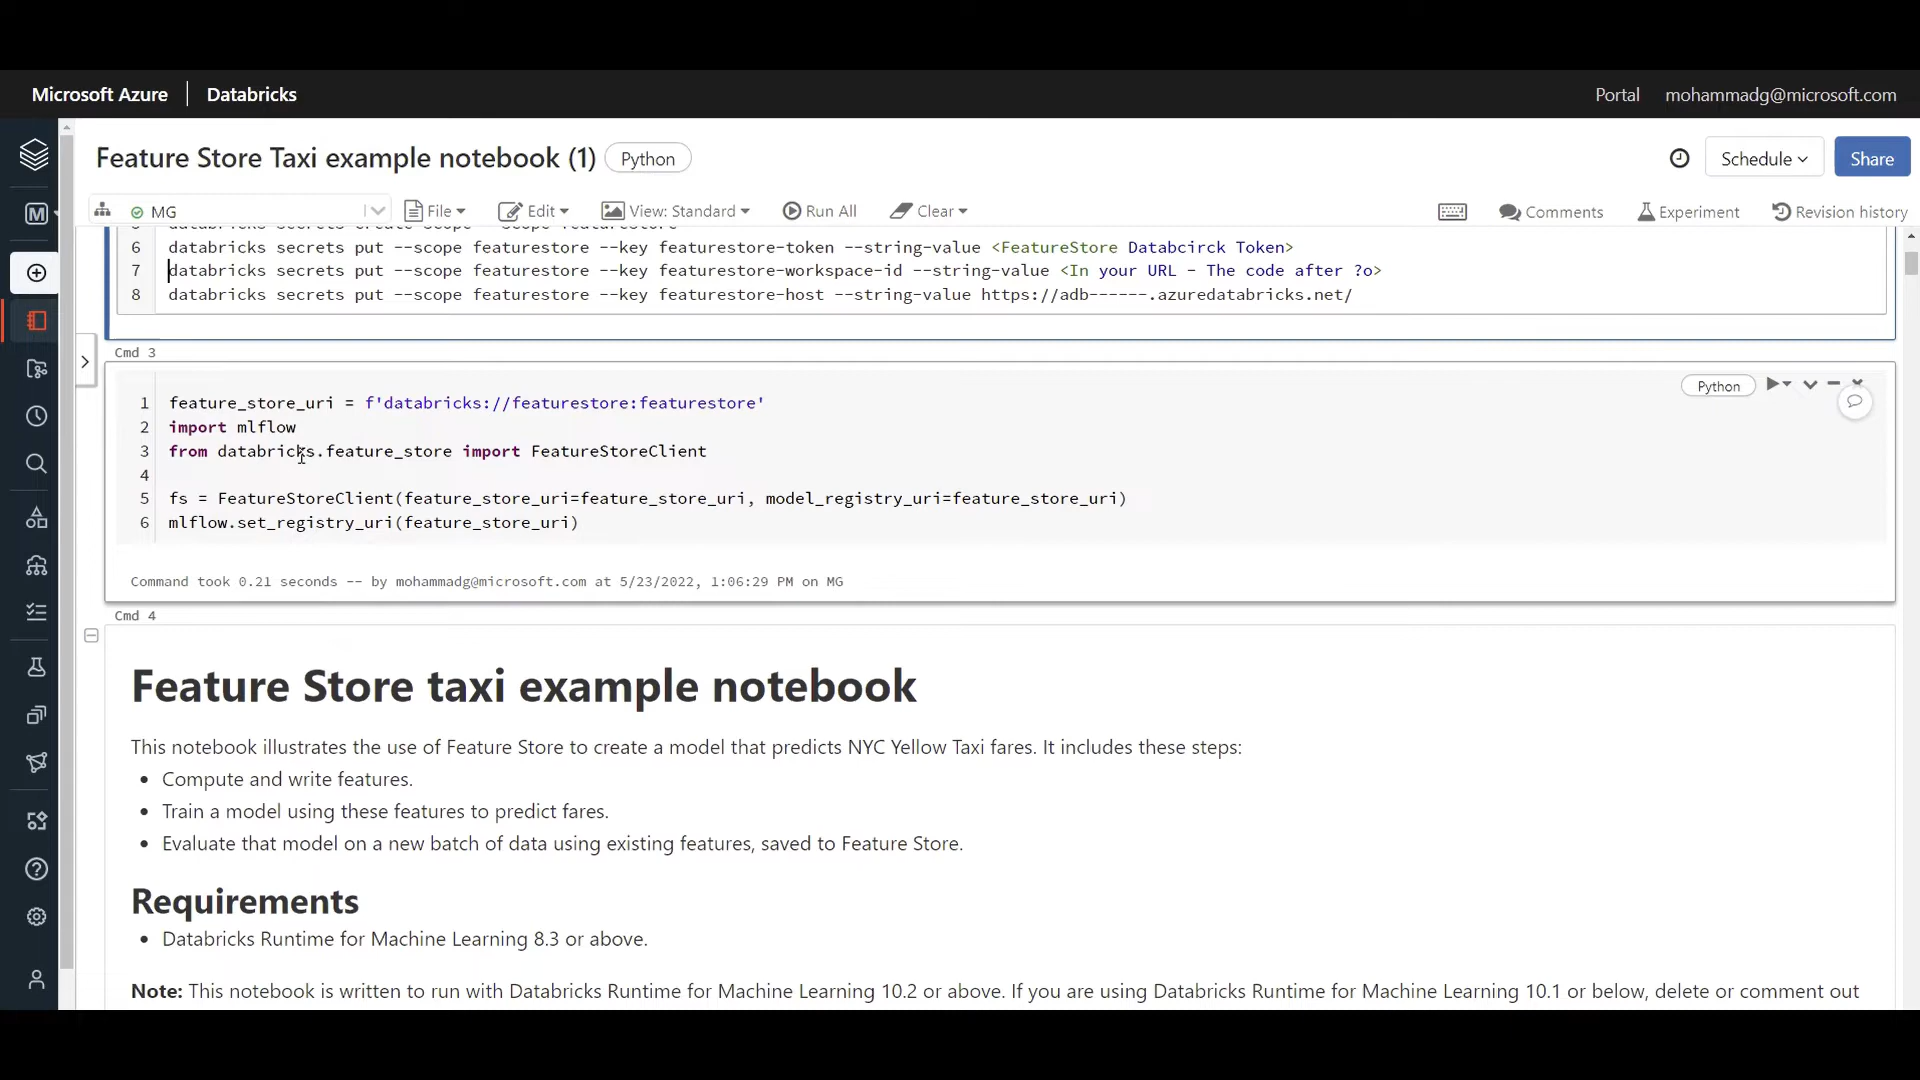 Microsoft Azure | Databricks
Portal mohammadg@microsoft.com
Feature Store Taxi example notebook (1) Python
Schedule Share
MG File Edit View: Standard Run All Clear Comments Experiment Revision history
5 databricks secrets create-scope --scope featurestore
6 databricks secrets put --scope featurestore --key featurestore-token --string-value <FeatureStore Databcirck Token>
7 databricks secrets put --scope featurestore --key featurestore-workspace-id --string-value <In your URL - The code after ?o>
8 databricks secrets put --scope featurestore --key featurestore-host --string-value https://adb------.azuredatabricks.net/
Cmd 3
Python
1 feature_store_uri = f'databricks://featurestore:featurestore'
2 import mlflow
3 from databricks.feature_store import FeatureStoreClient
4
5 fs = FeatureStoreClient(feature_store_uri=feature_store_uri, model_registry_uri=feature_store_uri)
6 mlflow.set_registry_uri(feature_store_uri)
Command took 0.21 seconds -- by mohammadg@microsoft.com at 5/23/2022, 1:06:29 PM on MG
Cmd 4
Feature Store taxi example notebook
This notebook illustrates the use of Feature Store to create a model that predicts NYC Yellow Taxi fares. It includes these steps:
• Compute and write features.
• Train a model using these features to predict fares.
• Evaluate that model on a new batch of data using existing features, saved to Feature Store.
Requirements
• Databricks Runtime for Machine Learning 8.3 or above.
Note: This notebook is written to run with Databricks Runtime for Machine Learning 10.2 or above. If you are using Databricks Runtime for Machine Learning 10.1 or below, delete or comment out